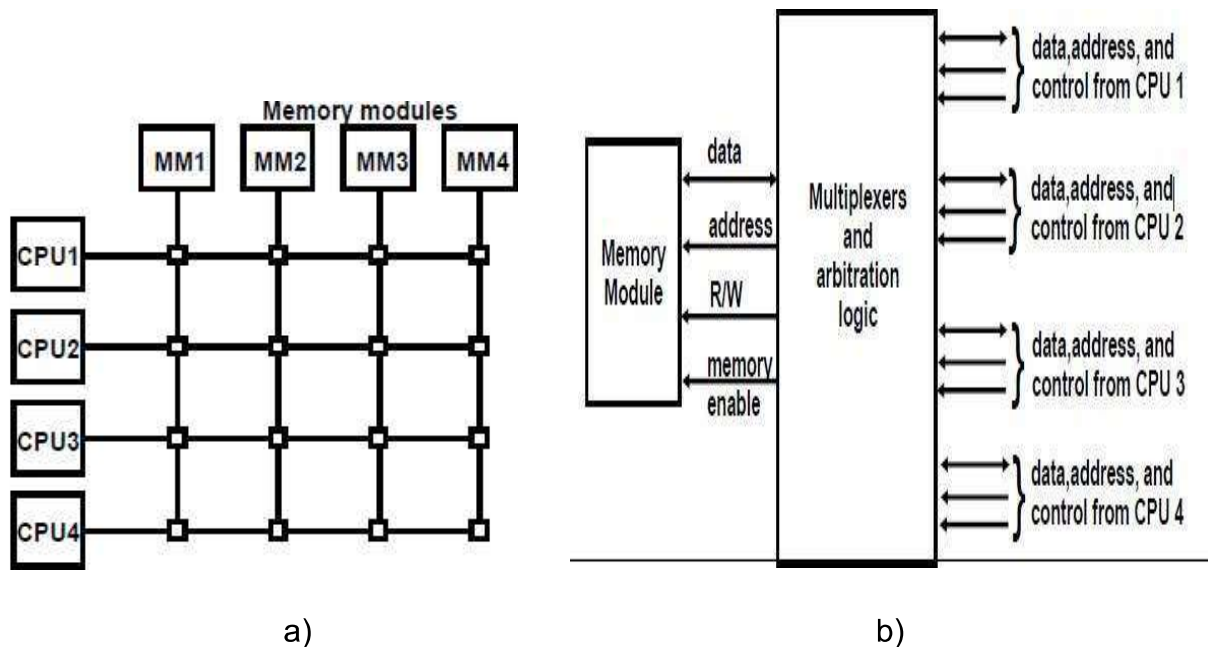 Memory modules
MM1 MM2 MM3 MM4
CPU1
CPU2
CPU3
CPU4
a)
Memory
Module
data
address
R/W
memory
enable
Multiplexers
and
arbitration
logic
data,address, and
control from CPU 1
data,address, and
control from CPU 2
data,address, and
control from CPU 3
data,address, and
control from CPU 4
b)